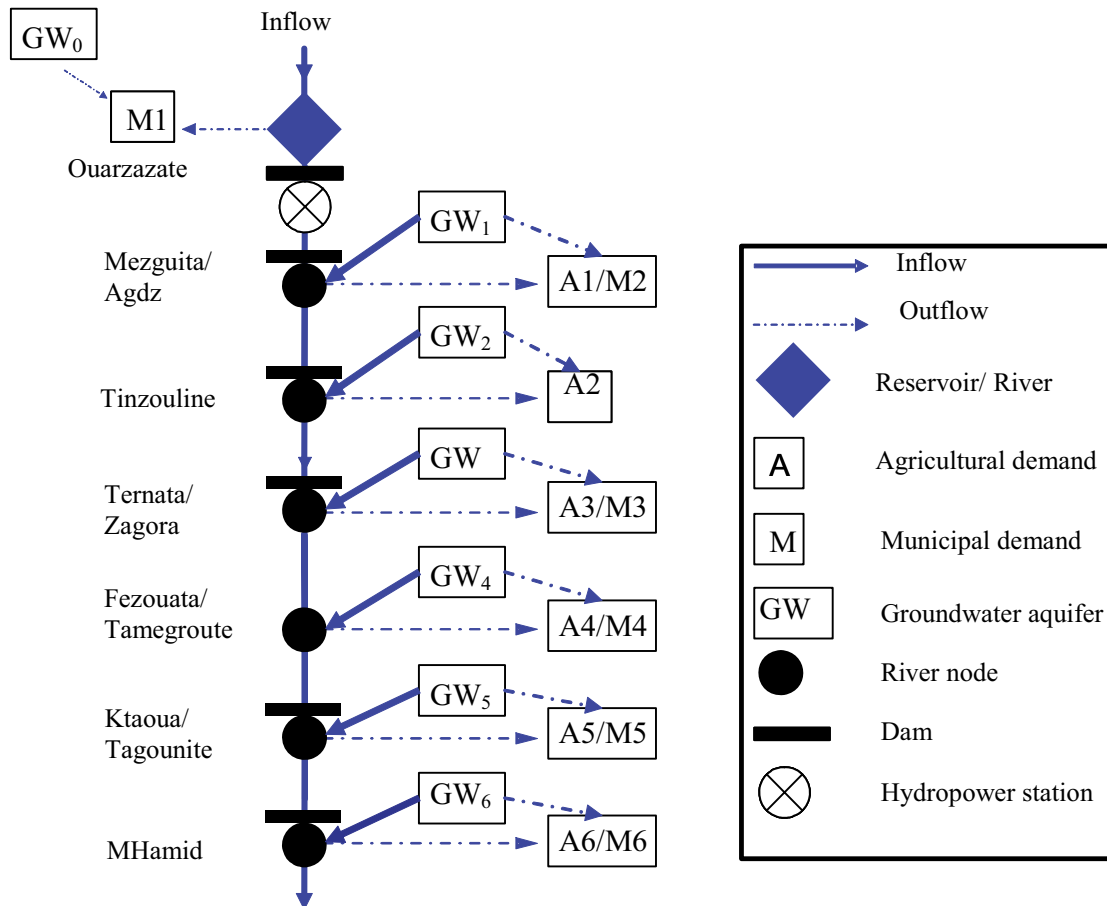 Inflow
GW₀
M1
Ouarzazate
GW₁
Mezguita/
Agdz
A1/M2
GW₂
Tinzouline
A2
GW
Ternata/
Zagora
A3/M3
GW₄
Fezouata/
Tamegroute
A4/M4
GW₅
Ktaoua/
Tagounite
A5/M5
GW₆
MHamid
A6/M6
Inflow
Outflow
Reservoir/ River
A
Agricultural demand
M
Municipal demand
GW
Groundwater aquifer
River node
Dam
Hydropower station